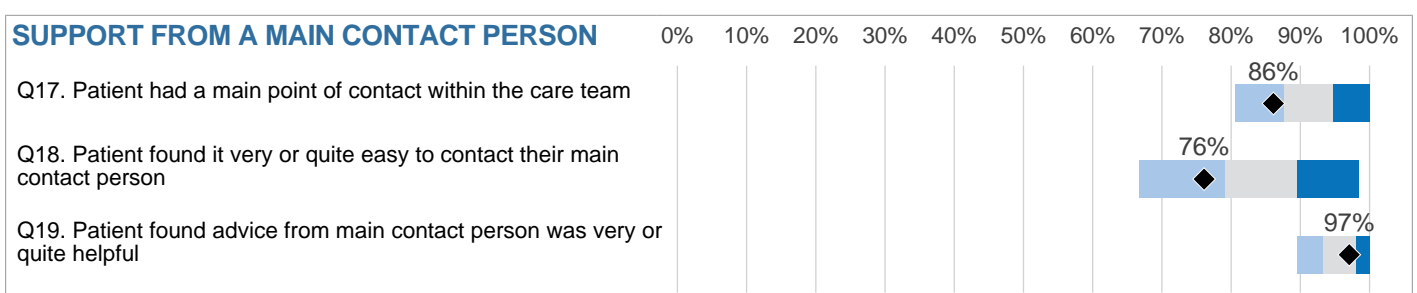 SUPPORT FROM A MAIN CONTACT PERSON 0% 10% 20% 30% 40% 50% 60% 70% 80% 90% 100%
86%
Q17. Patient had a main point of contact within the care team
76%
Q18. Patient found it very or quite easy to contact their main
contact person
97%
Q19. Patient found advice from main contact person was very or
quite helpful